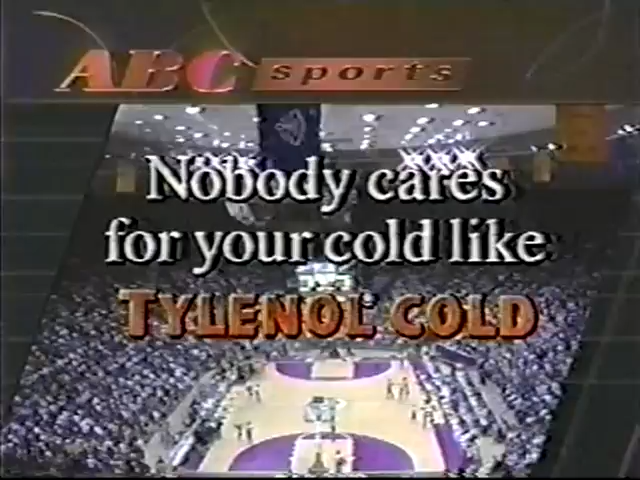 ABC sports
Nobody cares
for your cold like
TYLENOL® COLD